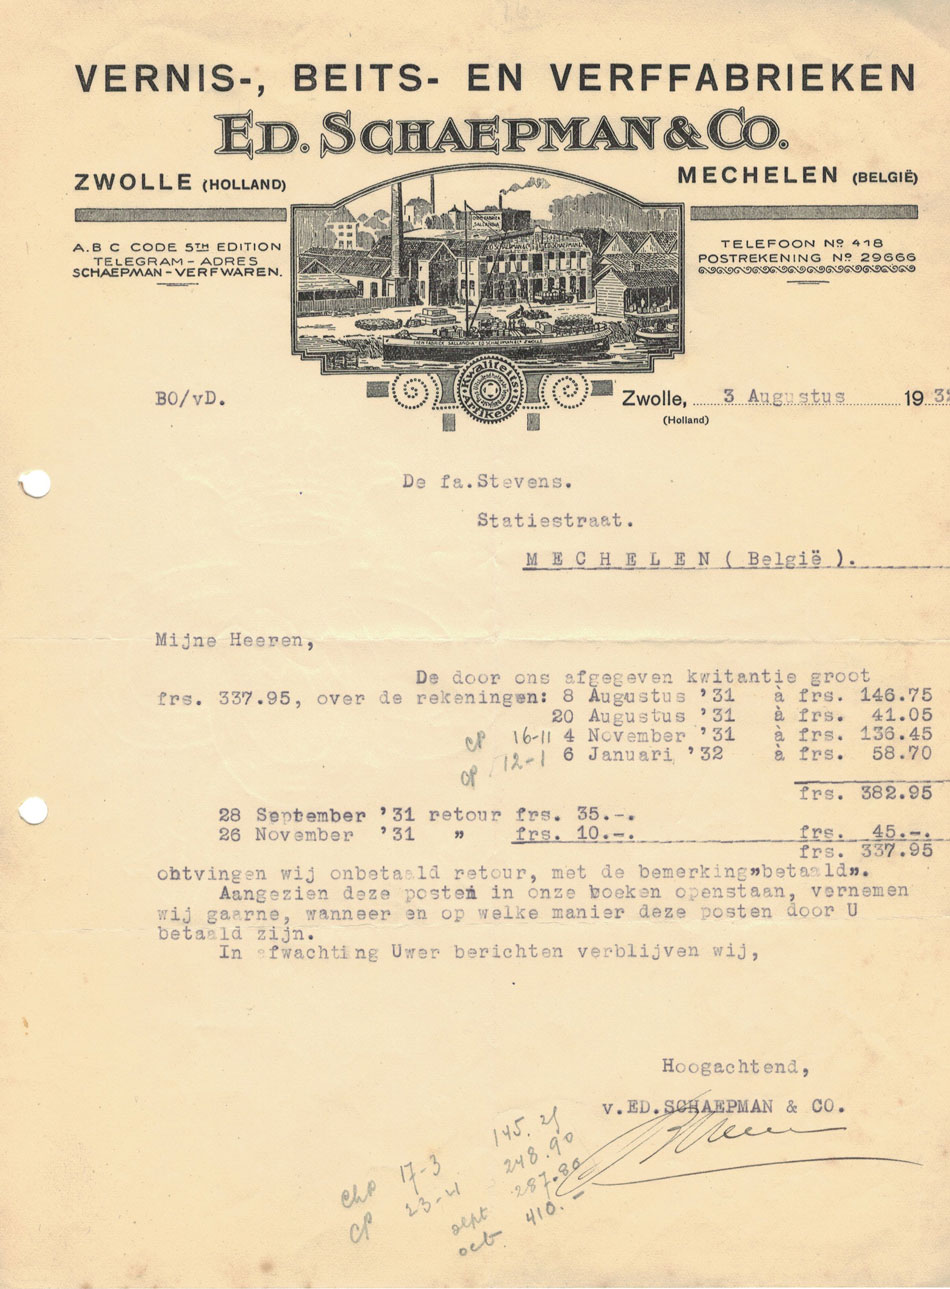 VERNIS-, BEITS- EN VERFFABRIEKEN
ED. SCHAEPMAN & CO.
ZWOLLE (HOLLAND)
MECHELEN (BELGIË)
A.B C CODE 5TH EDITION
TELEGRAM - ADRES
SCHAEPMAN - VERFWAREN.
TELEFOON No 418
POSTREKENING No 29666
Kwaliteits
Artikelen
BO/vD.
Zwolle, 3 Augustus 1932
(Holland)
De fa.Stevens.
Statiestraat.
M E C H E L E N ( België ).
Mijne Heeren,
De door ons afgegeven kwitantie groot
frs. 337.95, over de rekeningen: 8 Augustus '31 à frs. 146.75
20 Augustus '31 à frs. 41.05
CP 16-11 4 November '31 à frs. 136.45
CP 12-1 6 Januari '32 à frs. 58.70
frs. 382.95
28 September '31 retour frs. 35.-.
26 November '31 " frs. 10.-. frs. 45.-.
frs. 337.95
ohtvingen wij onbetaald retour, met de bemerking"betaald".
Aangezien deze posten in onze boeken openstaan, vernemen
wij gaarne, wanneer en op welke manier deze posten door U
betaald zijn.
In afwachting Uwer berichten verblijven wij,
Hoogachtend,
v.ED.SCHAEPMAN & CO.
17-3 145.25
CP 23-4 248.90
sept 287.80
oct. 410.-